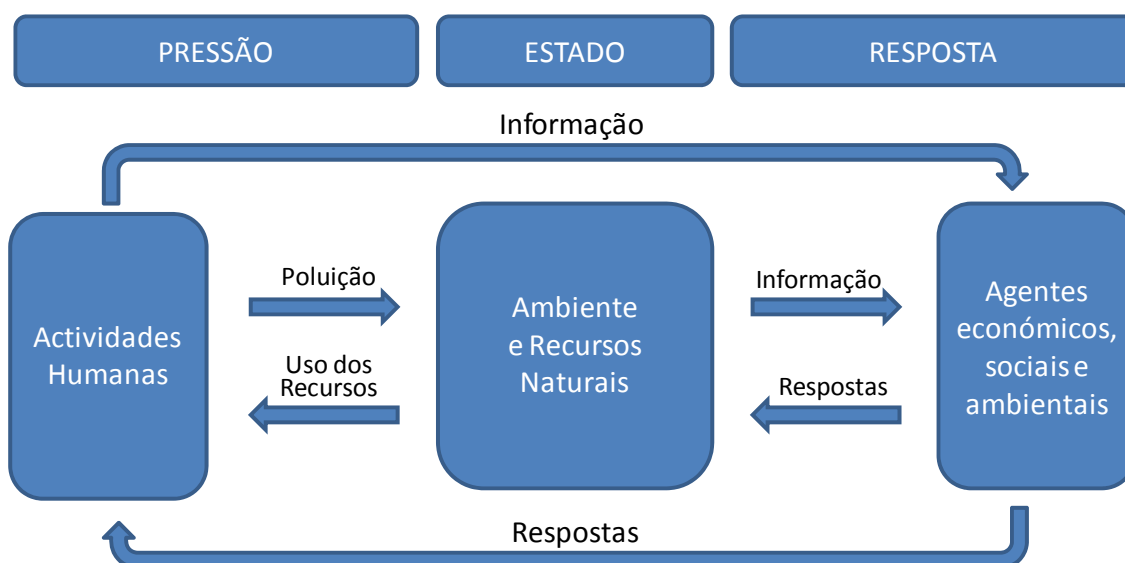 PRESSÃO
ESTADO
RESPOSTA
Informação
Actividades
Humanas
Poluição
Uso dos
Recursos
Ambiente
e Recursos
Naturais
Informação
Respostas
Agentes
económicos,
sociais e
ambientais
Respostas